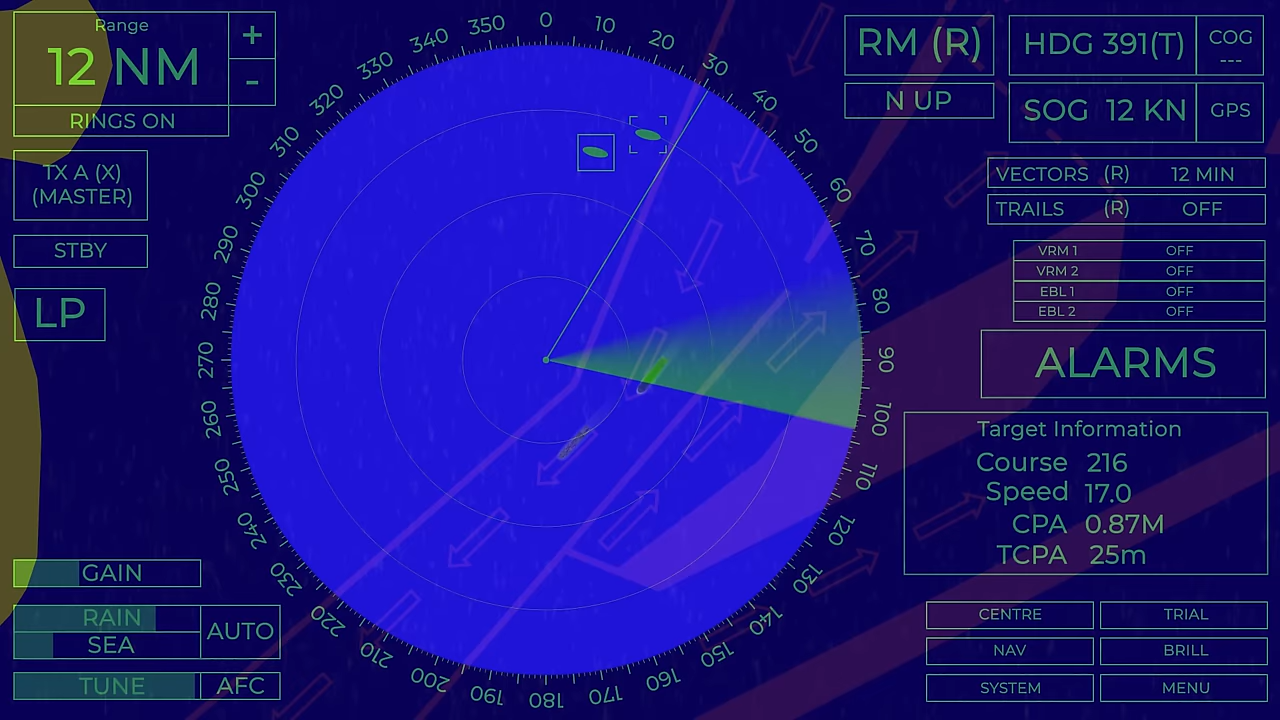 Range
12 NM
+
-
RINGS ON
TX A (X)
(MASTER)
STBY
LP
GAIN
RAIN
SEA
AUTO
TUNE
AFC
0
10
20
30
40
50
60
70
80
90
100
110
120
130
140
150
160
170
180
190
200
210
220
230
240
250
260
270
280
290
300
310
320
330
340
350
RM (R)
N UP
HDG 391(T)
COG
---
SOG 12 KN
GPS
VECTORS (R) 12 MIN
TRAILS (R) OFF
VRM 1 OFF
VRM 2 OFF
EBL 1 OFF
EBL 2 OFF
ALARMS
Target Information
Course 216
Speed 17.0
CPA 0.87M
TCPA 25m
CENTRE
TRIAL
NAV
BRILL
SYSTEM
MENU